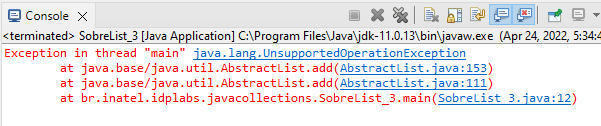 Console
<terminated> SobreList_3 [Java Application] C:\Program Files\Java\jdk-11.0.13\bin\javaw.exe (Apr 24, 2022, 5:34:4
Exception in thread "main" java.lang.UnsupportedOperationException
at java.base/java.util.AbstractList.add(AbstractList.java:153)
at java.base/java.util.AbstractList.add(AbstractList.java:111)
at br.inatel.idplabs.javacollections.SobreList_3.main(SobreList_3.java:12)